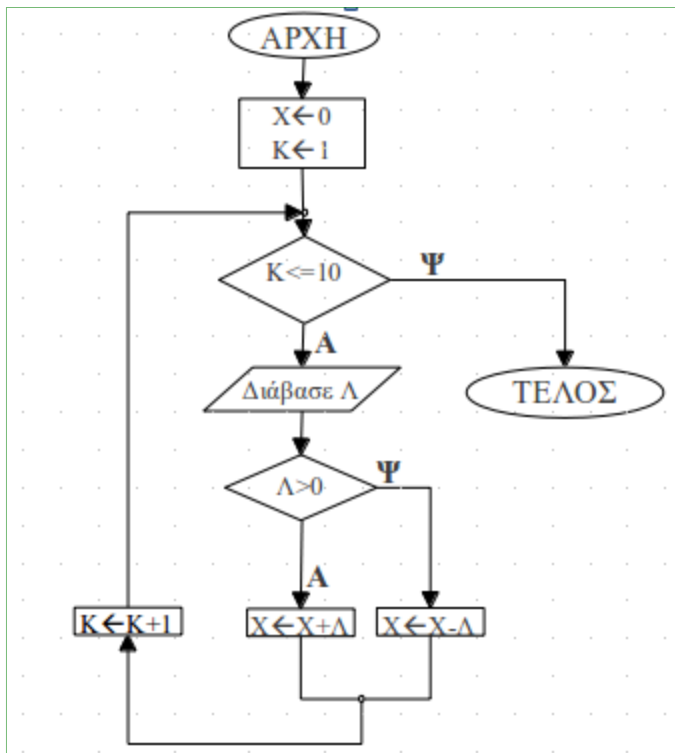 ΑΡΧΗ
Χ←0
Κ←1
Κ<=10
Ψ
Α
Διάβασε Λ
ΤΕΛΟΣ
Λ>0
Ψ
Α
Κ←Κ+1
Χ←Χ+Λ
Χ←Χ-Λ